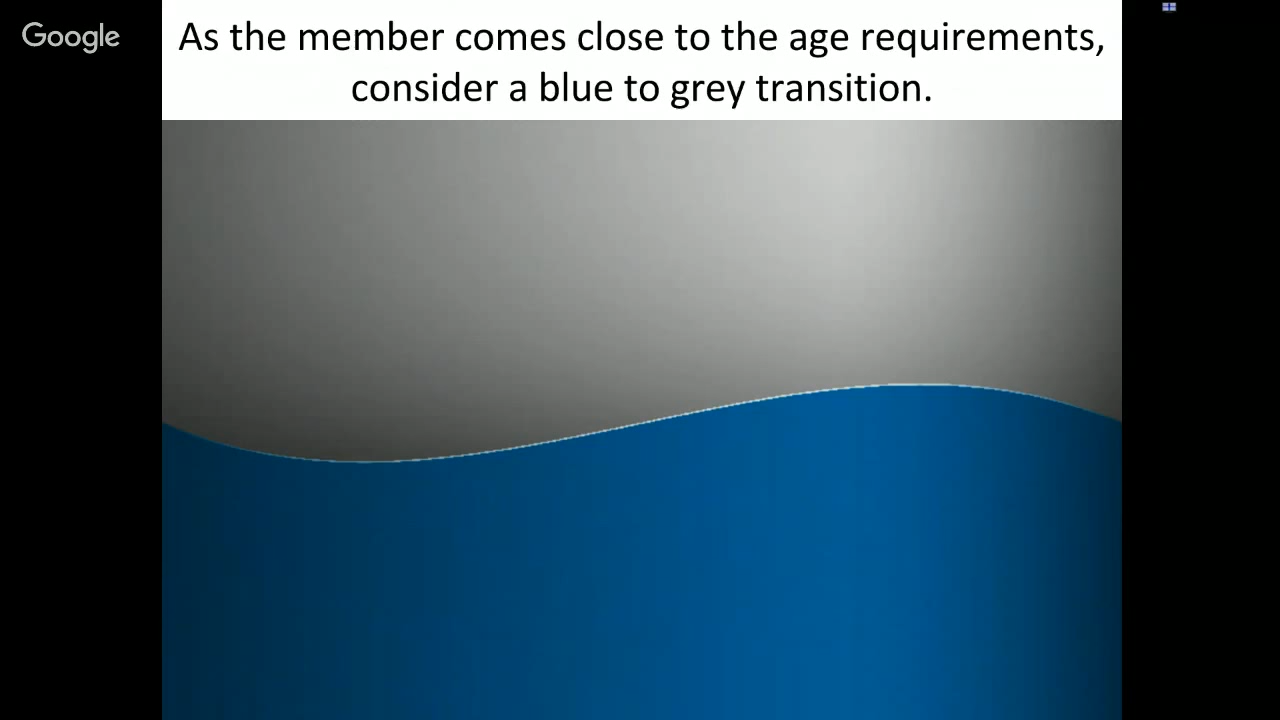 Google
As the member comes close to the age requirements,
consider a blue to grey transition.